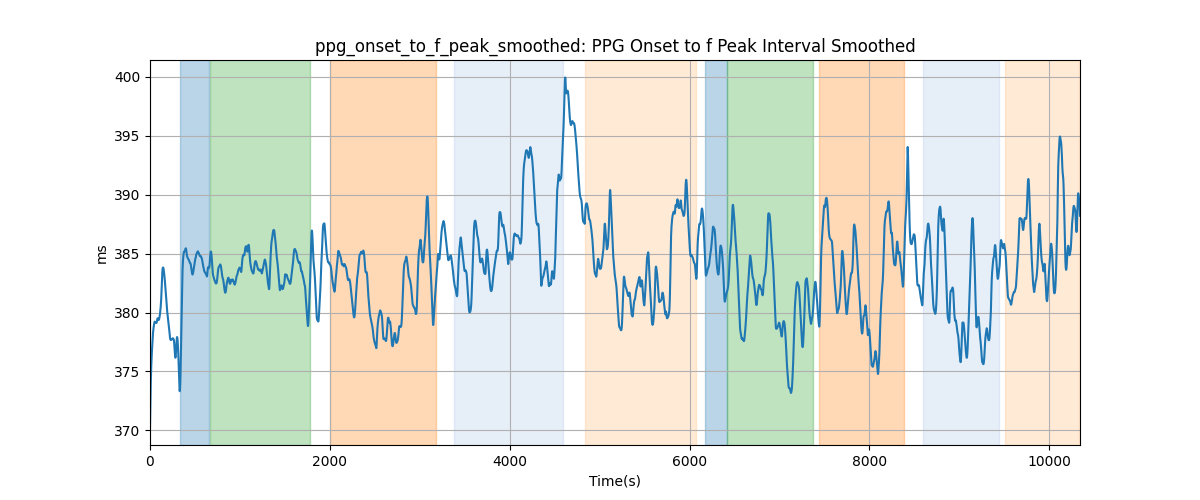 ppg_onset_to_f_peak_smoothed: PPG Onset to f Peak Interval Smoothed
400
395
390
385
380
375
370
ms
0 2000 4000 6000 8000 10000
Time(s)